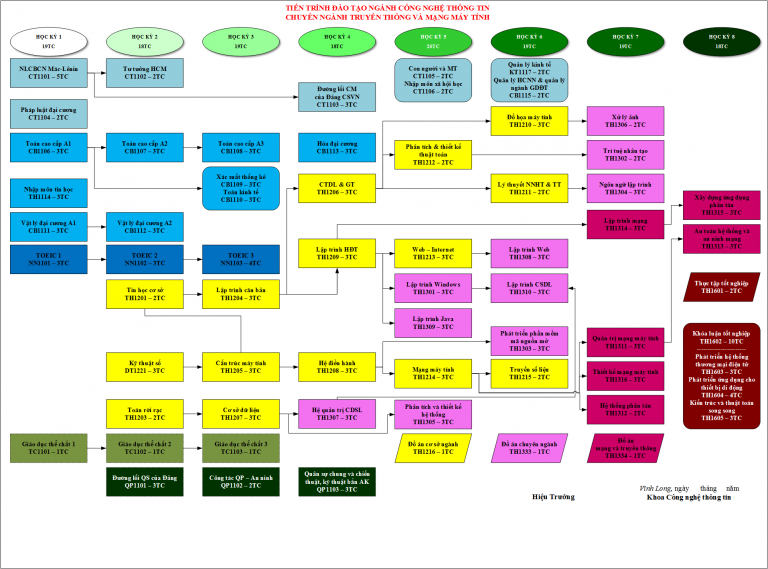 TIẾN TRÌNH ĐÀO TẠO NGÀNH CÔNG NGHỆ THÔNG TIN
CHUYÊN NGÀNH TRUYỀN THÔNG VÀ MẠNG MÁY TÍNH
HỌC KỲ 1
19TC
HỌC KỲ 2
18TC
HỌC KỲ 3
19TC
HỌC KỲ 4
18TC
HỌC KỲ 5
20TC
HỌC KỲ 6
19TC
HỌC KỲ 7
19TC
HỌC KỲ 8
18TC
NLCBCN Mác-Lênin
CT1101 – 5TC
Tư tưởng HCM
CT1102 – 2TC
Đường lối CM
của Đảng CSVN
CT1103 – 3TC
Con người và MT
CT1105 – 2TC
Nhập môn xã hội học
CT1106 – 2TC
Quản lý kinh tế
KT1117 – 2TC
Quản lý HCNN & quản lý
ngành GDĐT
CB1115 – 2TC
Pháp luật đại cương
CT1104 – 2TC
Đồ họa máy tính
TH1210 – 3TC
Xử lý ảnh
TH1306 – 2TC
Toán cao cấp A1
CB1106 – 3TC
Toán cao cấp A2
CB1107 – 3TC
Toán cao cấp A3
CB1108 – 3TC
Hóa đại cương
CB1113 – 3TC
Phân tích & thiết kế
thuật toán
TH1212 – 2TC
Trí tuệ nhân tạo
TH1302 – 2TC
Nhập môn tin học
TH1114 – 3TC
Xác suất thống kê
CB1109 – 3TC
Toán kinh tế
CB1110 – 3TC
CTDL & GT
TH1206 – 3TC
Lý thuyết NNHT & TT
TH1211 – 2TC
Ngôn ngữ lập trình
TH1304 – 3TC
Xây dựng ứng dụng
phân tán
TH1315 – 3TC
Vật lý đại cương A1
CB1111 – 3TC
Vật lý đại cương A2
CB1112 – 3TC
Lập trình mạng
TH1314 – 3TC
An toàn hệ thống và
an ninh mạng
TH1313 – 3TC
TOEIC 1
NN1101 – 3TC
TOEIC 2
NN1102 – 3TC
TOEIC 3
NN1103 – 4TC
Lập trình HĐT
TH1209 – 3TC
Web – Internet
TH1213 – 3TC
Lập trình Web
TH1308 – 3TC
Tin học cơ sở
TH1201 – 2TC
Lập trình căn bản
TH1204 – 3TC
Lập trình Windows
TH1301 – 3TC
Lập trình CSDL
TH1310 – 3TC
Thực tập tốt nghiệp
TH1601 – 2TC
Lập trình Java
TH1309 – 3TC
Phát triển phần mềm
mã nguồn mở
TH1303 – 3TC
Quản trị mạng máy tính
TH1311 – 3TC
Khóa luận tốt nghiệp
TH1602 – 10TC
Phát triển hệ thống
thương mại điện tử
TH1603 – 3TC
Phát triển ứng dụng cho
thiết bị di động
TH1604 – 4TC
Kiến trúc và thuật toán
song song
TH1605 – 3TC
Kỹ thuật số
DT1221 – 3TC
Cấu trúc máy tính
TH1205 – 3TC
Hệ điều hành
TH1208 – 3TC
Mạng máy tính
TH1214 – 3TC
Truyền số liệu
TH1215 – 2TC
Thiết kế mạng máy tính
TH1316 – 3TC
Toán rời rạc
TH1203 – 2TC
Cơ sở dữ liệu
TH1207 – 3TC
Hệ quản trị CSDL
TH1307 – 3TC
Phân tích và thiết kế
hệ thống
TH1305 – 3TC
Hệ thống phân tán
TH1312 – 2TC
Giáo dục thể chất 1
TC1101 – 1TC
Giáo dục thể chất 2
TC1102 – 1TC
Giáo dục thể chất 3
TC1103 – 1TC
Đồ án cơ sở ngành
TH1216 – 1TC
Đồ án chuyên ngành
TH1333 – 1TC
Đồ án
mạng và truyền thông
TH1334 – 1TC
Đường lối QS của Đảng
QP1101 – 3TC
Công tác QP – An ninh
QP1102 – 2TC
Quân sự chung và chiến
thuật, kỹ thuật bắn AK
QP1103 – 3TC
Vĩnh Long, ngày tháng năm
Hiệu Trưởng
Khoa Công nghệ thông tin